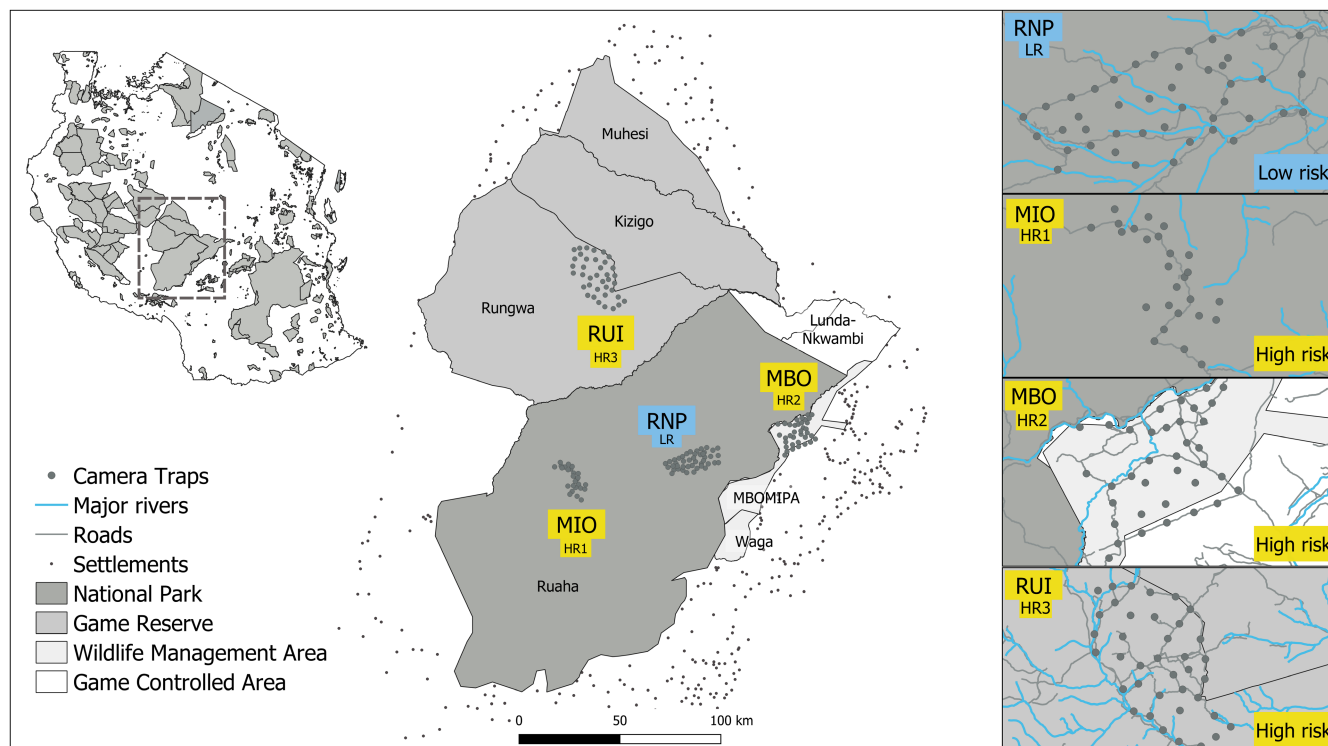 Muhesi
Kizigo
Rungwa
RUI
HR3
Lunda-
Nkwambi
MBO
HR2
RNP
LR
MIO
HR1
MBOMIPA
Waga
Ruaha
Camera Traps
Major rivers
Roads
Settlements
National Park
Game Reserve
Wildlife Management Area
Game Controlled Area
0 50 100 km
RNP
LR
Low risk
MIO
HR1
High risk
MBO
HR2
High risk
RUI
HR3
High risk